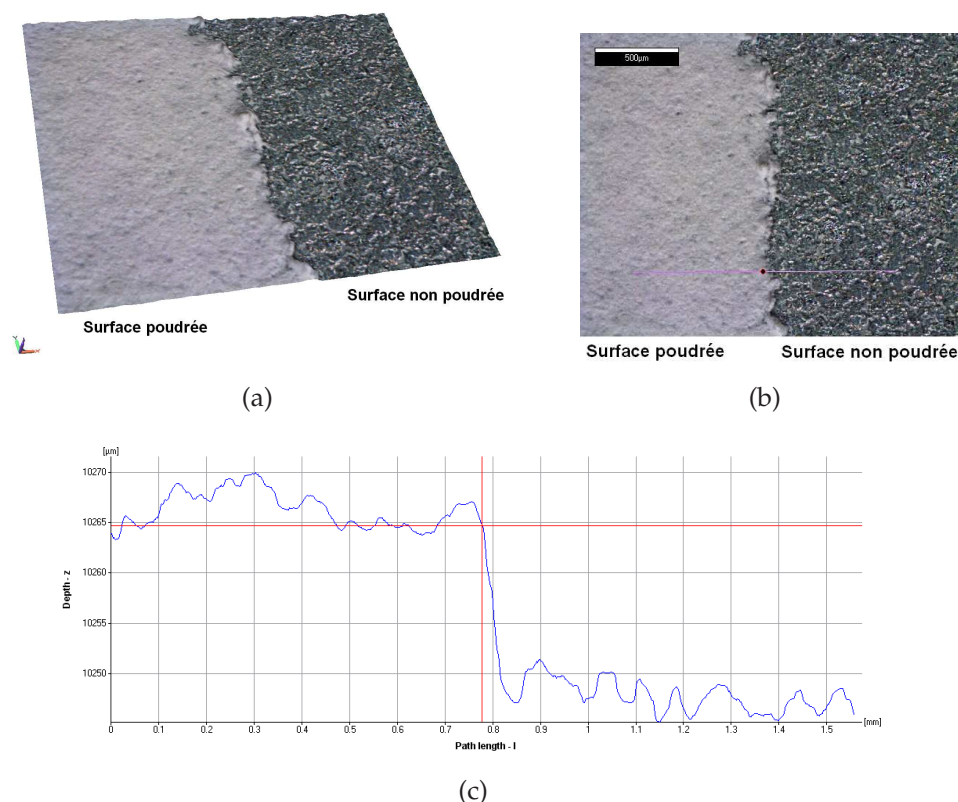 500µm
Surface non poudrée
Surface poudrée
Surface poudrée
Surface non poudrée
(a)
(b)
[µm]
10270
10265
10260
10255
10250
Depth - z
0 0.1 0.2 0.3 0.4 0.5 0.6 0.7 0.8 0.9 1 1.1 1.2 1.3 1.4 1.5
[mm]
Path length - l
(c)